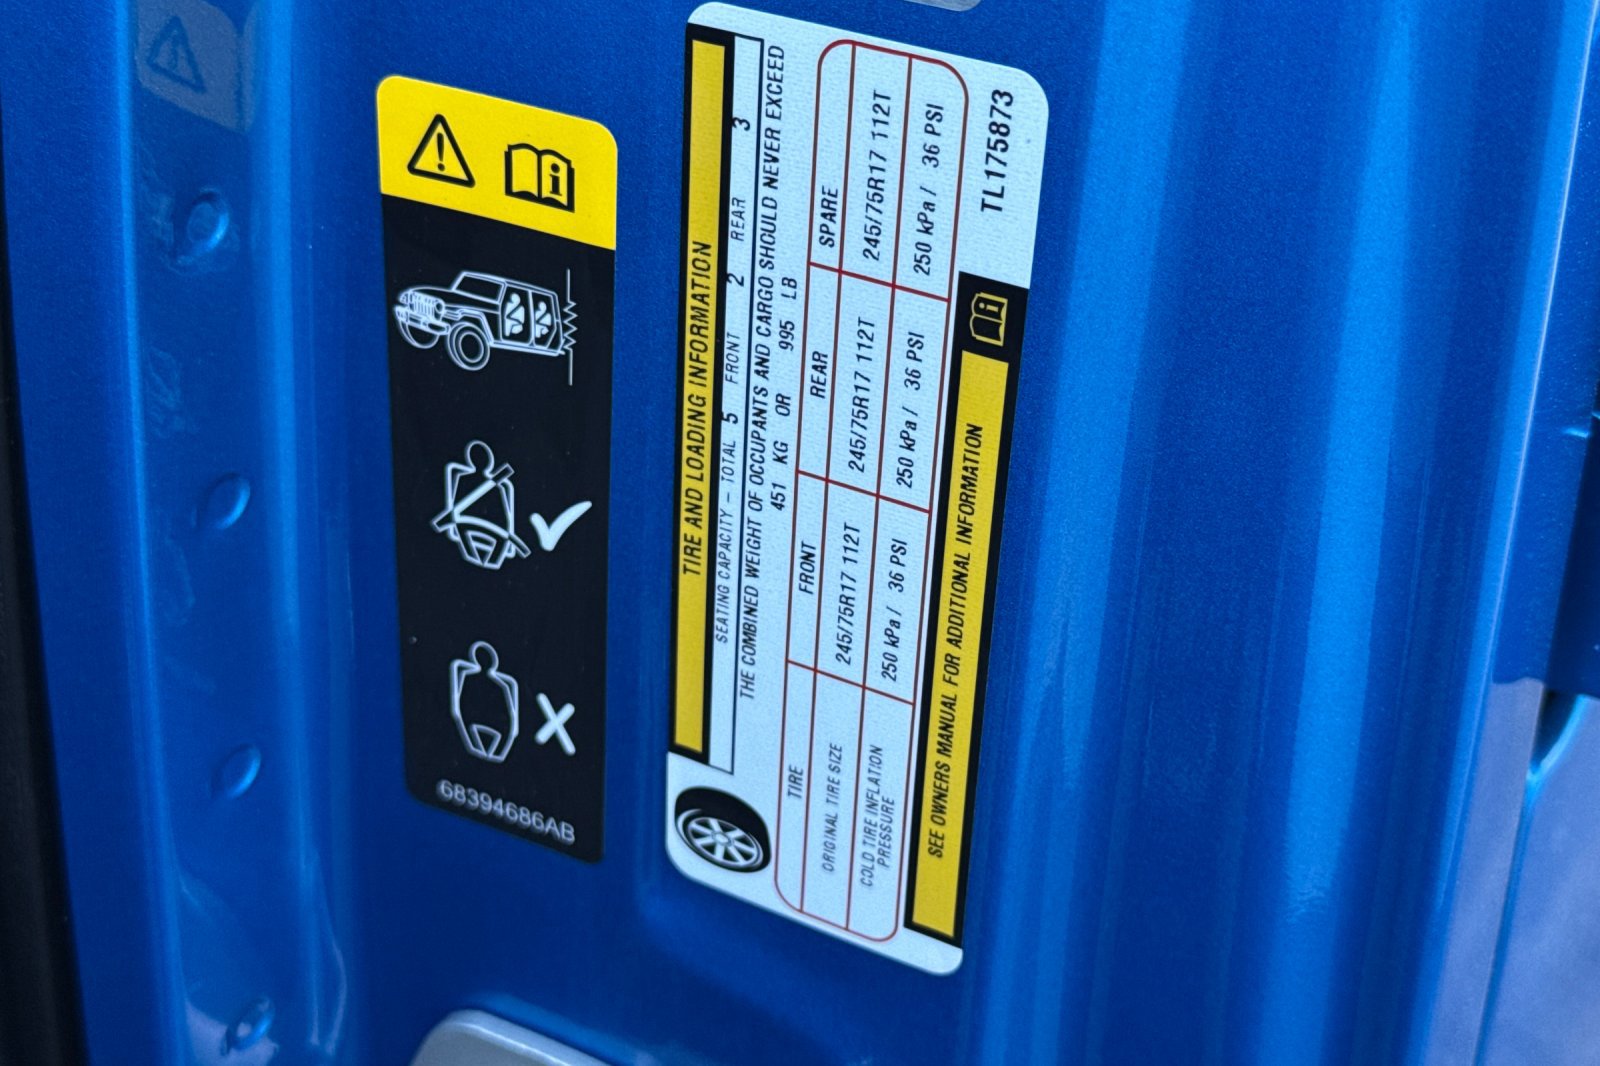 68394686AB
TIRE AND LOADING INFORMATION
SEATING CAPACITY – TOTAL 5 FRONT 2 REAR 3
THE COMBINED WEIGHT OF OCCUPANTS AND CARGO SHOULD NEVER EXCEED
451 KG OR 995 LB
TIRE FRONT REAR SPARE
ORIGINAL TIRE SIZE 245/75R17 112T 245/75R17 112T 245/75R17 112T
COLD TIRE INFLATION PRESSURE 250 kPa / 36 PSI 250 kPa / 36 PSI 250 kPa / 36 PSI
SEE OWNERS MANUAL FOR ADDITIONAL INFORMATION
TL175873